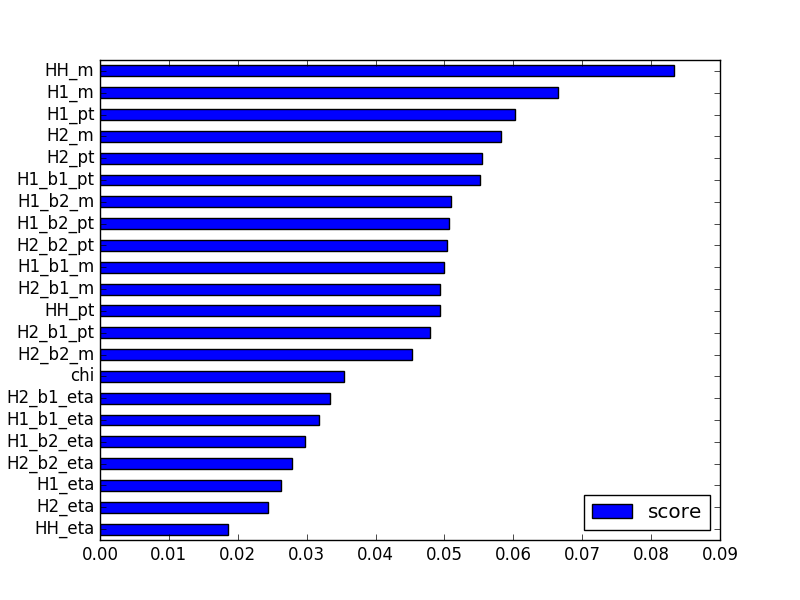 HH_m
H1_m
H1_pt
H2_m
H2_pt
H1_b1_pt
H1_b2_m
H1_b2_pt
H2_b2_pt
H1_b1_m
H2_b1_m
HH_pt
H2_b1_pt
H2_b2_m
chi
H2_b1_eta
H1_b1_eta
H1_b2_eta
H2_b2_eta
H1_eta
H2_eta
HH_eta
score
0.00 0.01 0.02 0.03 0.04 0.05 0.06 0.07 0.08 0.09